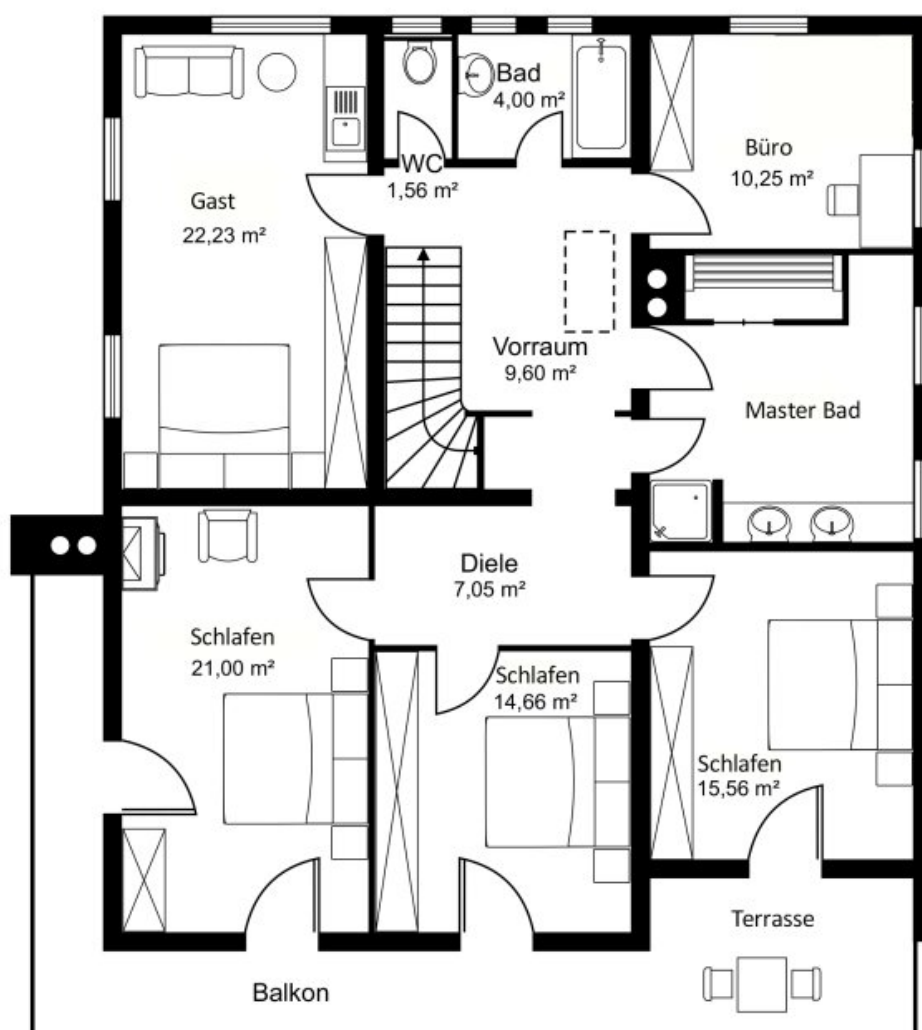 Bad
4,00 m²
WC
1,56 m²
Büro
10,25 m²
Gast
22,23 m²
Vorraum
9,60 m²
Master Bad
Diele
7,05 m²
Schlafen
21,00 m²
Schlafen
14,66 m²
Schlafen
15,56 m²
Terrasse
Balkon